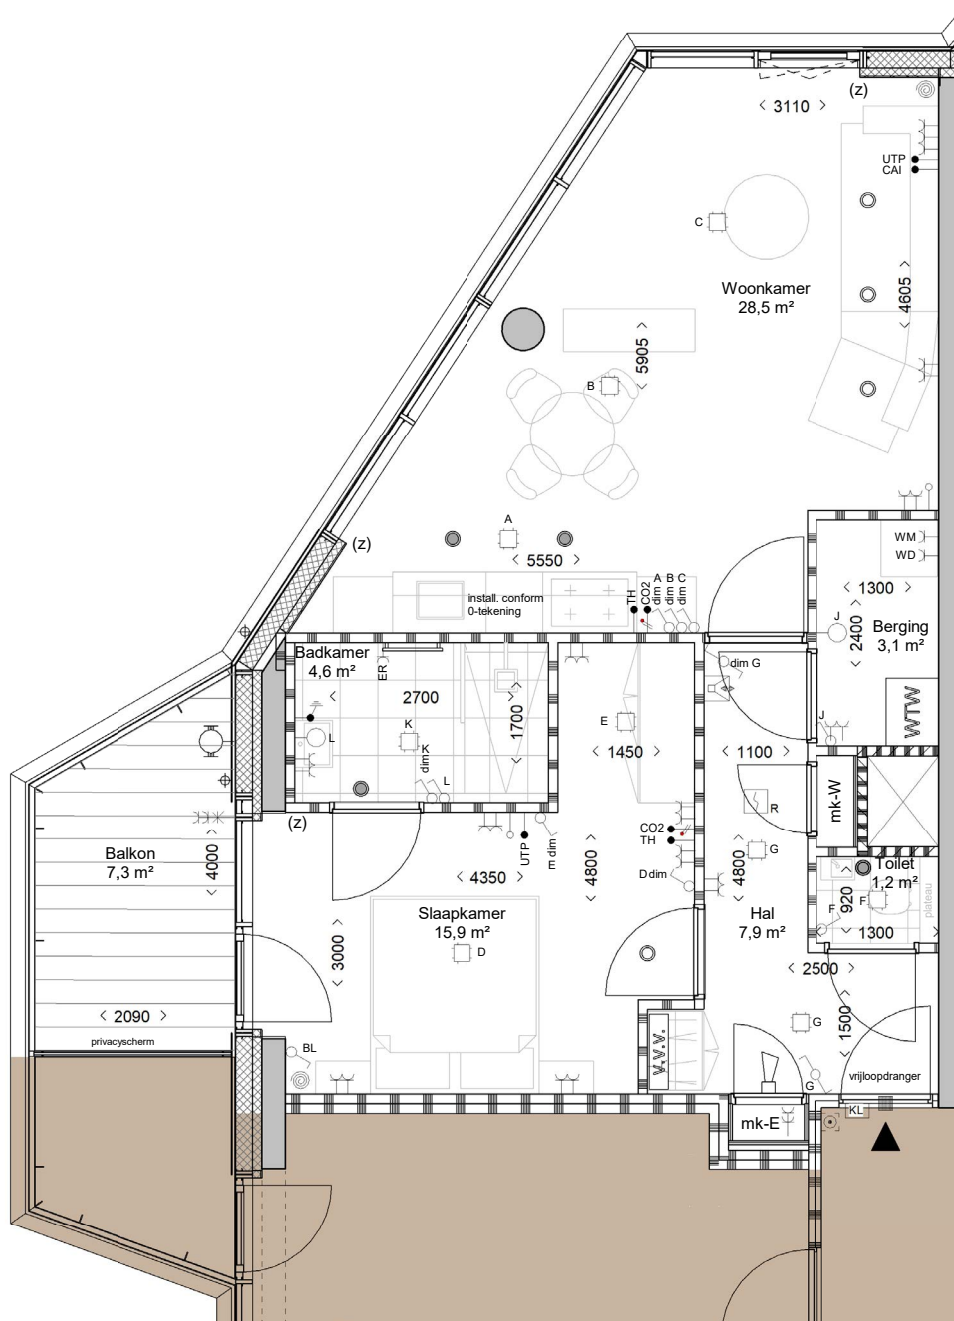 3110
(z)
UTP
CAI
C
Woonkamer
28,5 m²
4605
5905
B
A
(z)
5550
WM
WD
install. conform
0-tekening
TH
CO2
dim A
dim B
dim C
1300
J
2400
Berging
3,1 m²
Badkamer
4,6 m²
ER
2700
1700
dim G
WTW
E
K
dim K
L
L
J
1450
1100
mk-W
R
(z)
UTP
E dim
CO2
TH
Balkon
7,3 m²
4000
4350
4800
D dim
4800
G
Toilet
1,2 m²
920
F
F
plateau
1300
Slaapkamer
15,9 m²
D
Hal
7,9 m²
3000
2500
2090
privacyscherm
1500
G
BL
V.V.V.
G
vrijloopdranger
KL
mk-E